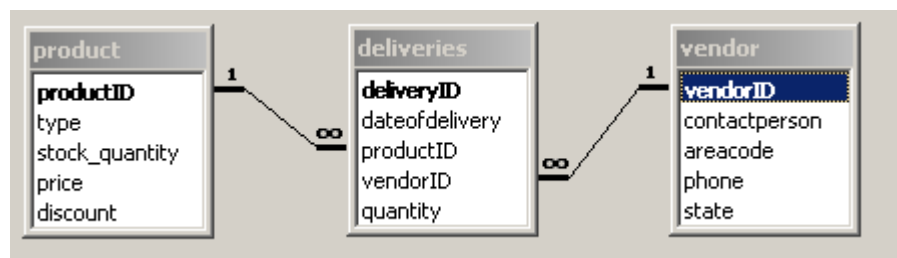 product
productID
type
stock_quantity
price
discount
1
∞
deliveries
deliveryID
dateofdelivery
productID
vendorID
quantity
∞
1
vendor
vendorID
contactperson
areacode
phone
state